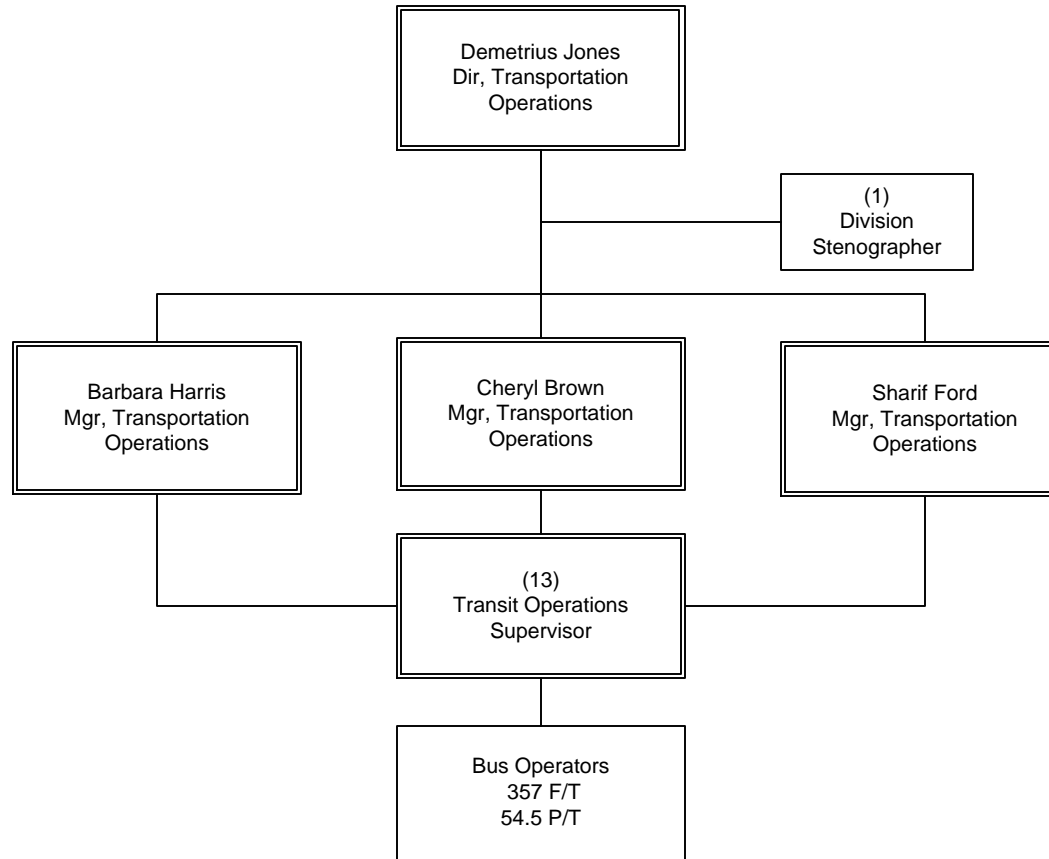 Demetrius Jones
Dir, Transportation
Operations
(1)
Division
Stenographer
Barbara Harris
Mgr, Transportation
Operations
Cheryl Brown
Mgr, Transportation
Operations
Sharif Ford
Mgr, Transportation
Operations
(13)
Transit Operations
Supervisor
Bus Operators
357 F/T
54.5 P/T